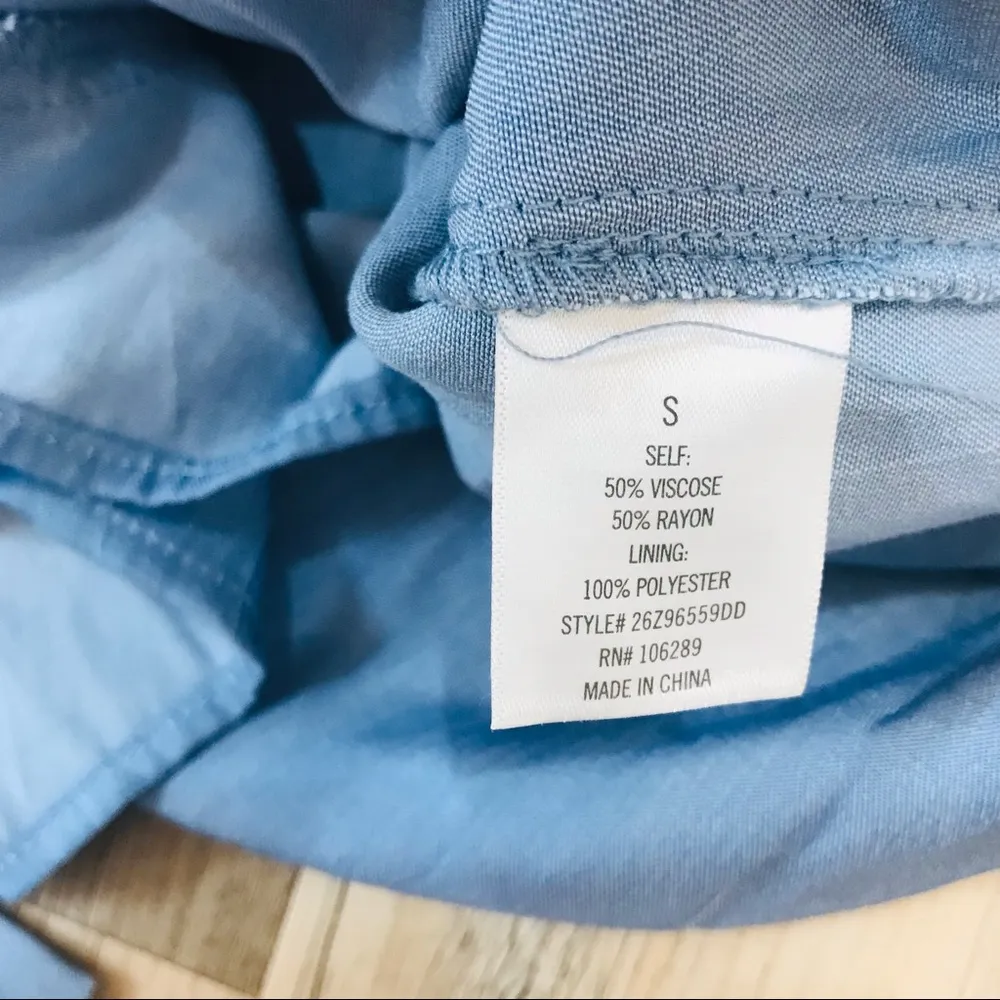 S
SELF:
50% VISCOSE
50% RAYON
LINING:
100% POLYESTER
STYLE# 26Z96559DD
RN# 106289
MADE IN CHINA